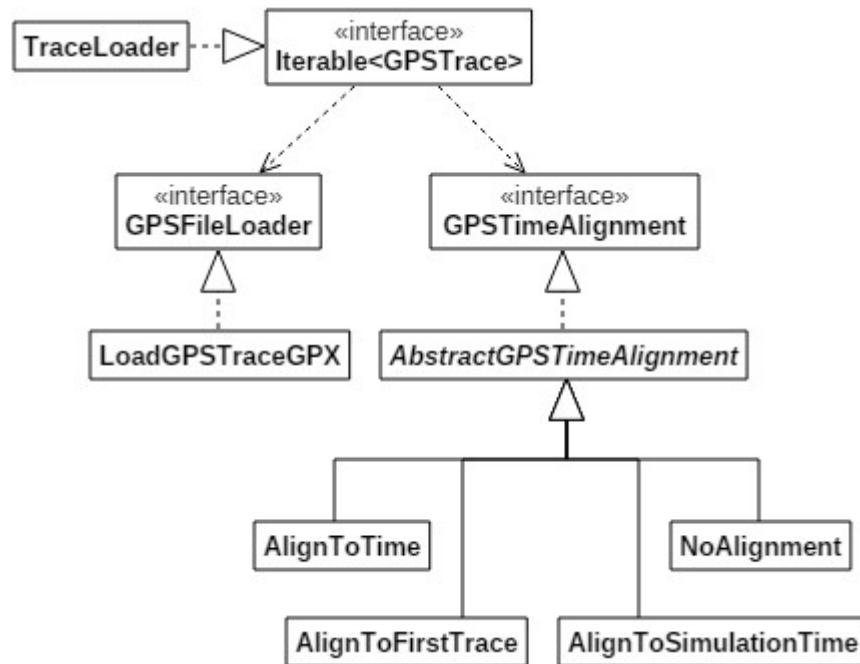 TraceLoader
«interface»
Iterable<GPSTrace>
«interface»
GPSFileLoader
«interface»
GPSTimeAlignment
LoadGPSTraceGPX
AbstractGPSTimeAlignment
AlignToTime
NoAlignment
AlignToFirstTrace
AlignToSimulationTime